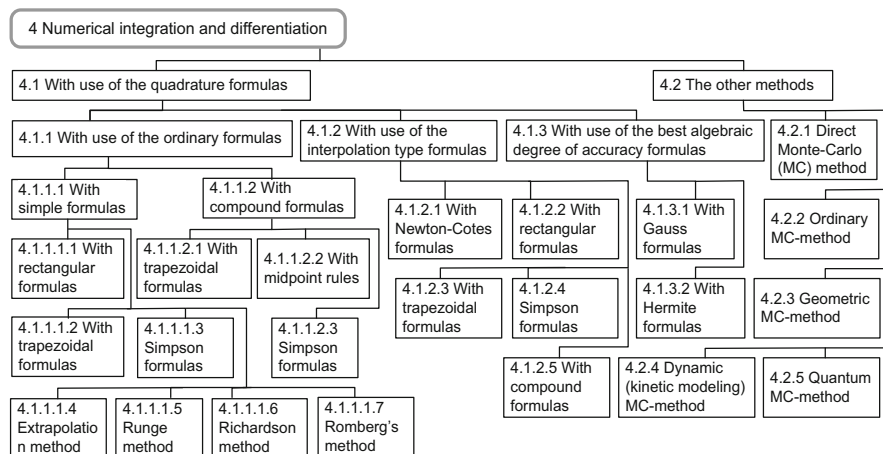 4 Numerical integration and differentiation
4.1 With use of the quadrature formulas
4.2 The other methods
4.1.1 With use of the ordinary formulas
4.1.2 With use of the
interpolation type formulas
4.1.3 With use of the best algebraic
degree of accuracy formulas
4.2.1 Direct
Monte-Carlo
(MC) method
4.1.1.1 With
simple formulas
4.1.1.2 With
compound formulas
4.1.2.1 With
Newton-Cotes
formulas
4.1.2.2 With
rectangular
formulas
4.1.3.1 With
Gauss
formulas
4.2.2 Ordinary
MC-method
4.1.1.1.1 With
rectangular
formulas
4.1.1.2.1 With
trapezoidal
formulas
4.1.1.2.2 With
midpoint rules
4.1.2.3 With
trapezoidal
formulas
4.1.2.4
Simpson
formulas
4.1.3.2 With
Hermite
formulas
4.2.3 Geometric
MC-method
4.1.1.1.2 With
trapezoidal
formulas
4.1.1.1.3
Simpson
formulas
4.1.1.2.3
Simpson
formulas
4.1.2.5 With
compound
formulas
4.2.4 Dynamic
(kinetic modeling)
MC-method
4.2.5 Quantum
MC-method
4.1.1.1.4
Extrapolatio
n method
4.1.1.1.5
Runge
method
4.1.1.1.6
Richardson
method
4.1.1.1.7
Romberg's
method